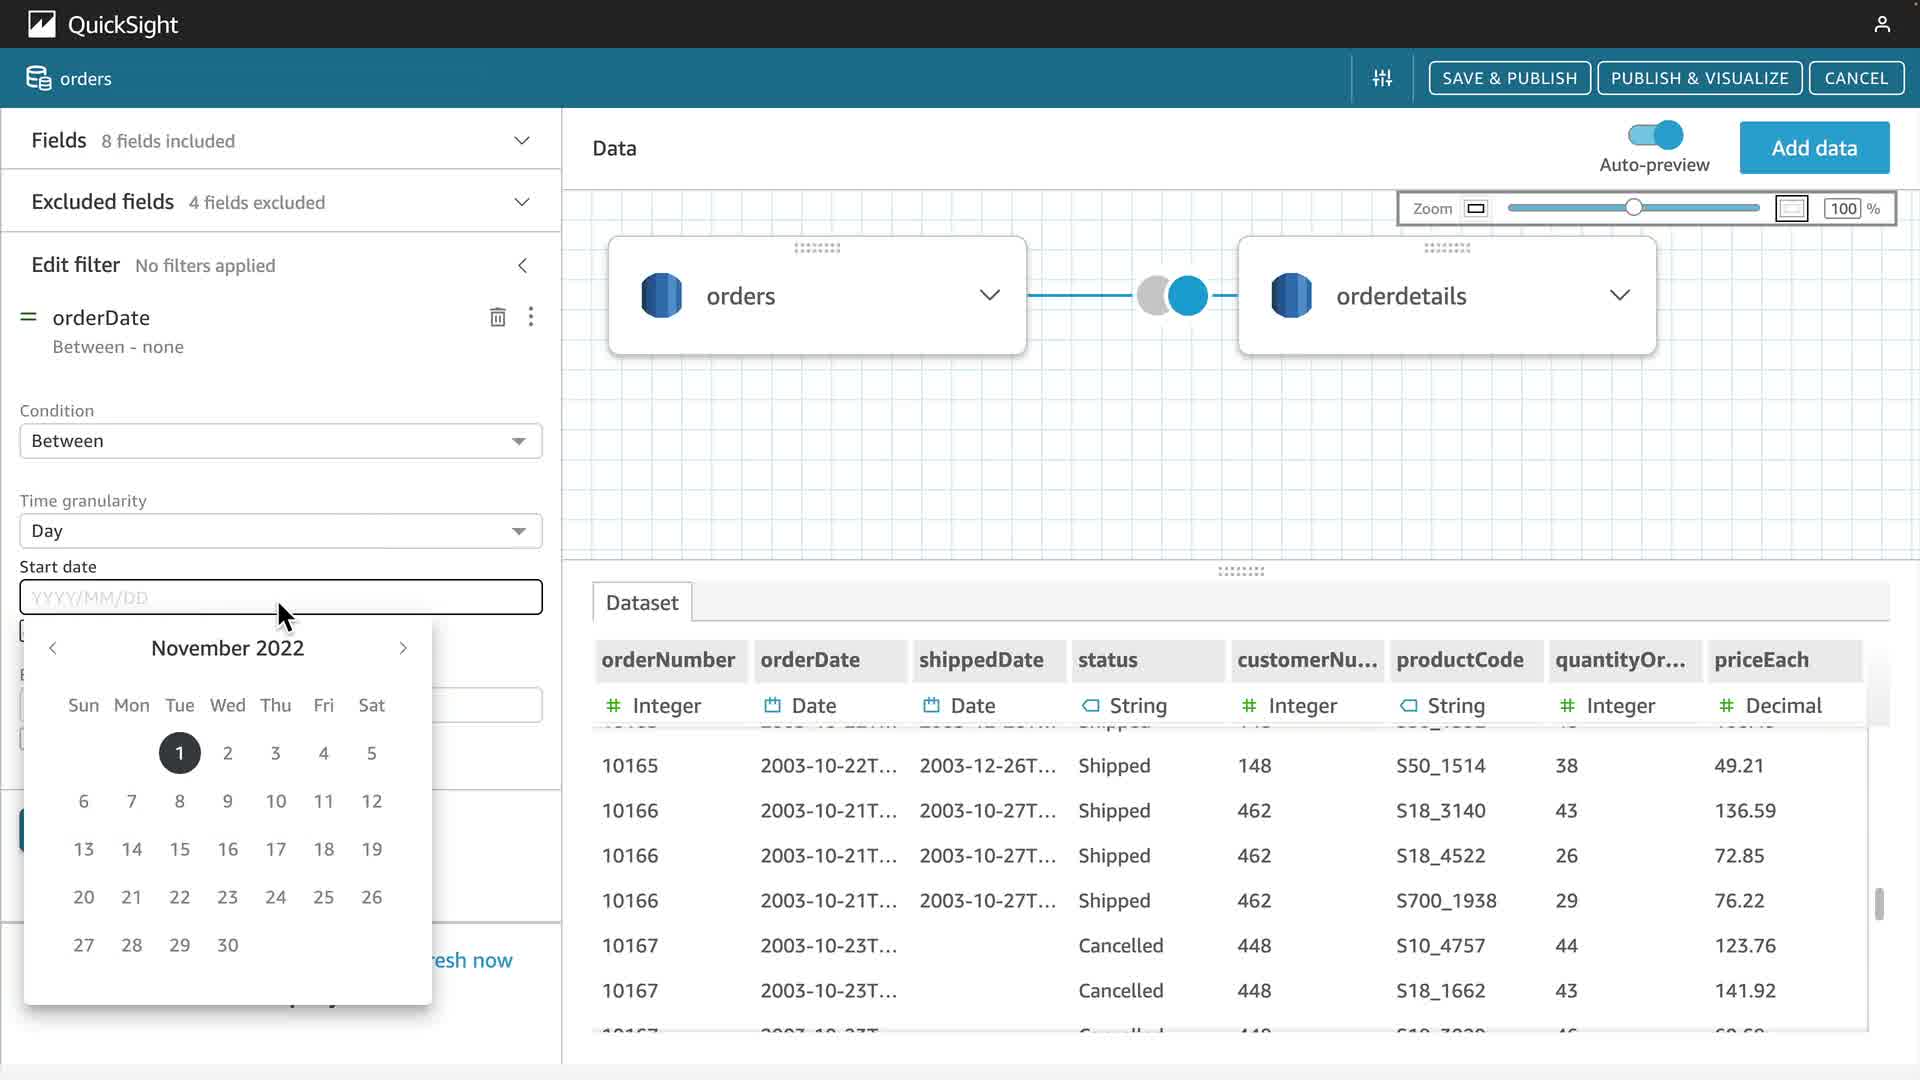 QuickSight
orders
SAVE & PUBLISH
PUBLISH & VISUALIZE
CANCEL
Fields 8 fields included
Excluded fields 4 fields excluded
Edit filter No filters applied
orderDate
Between - none
Condition
Between
Time granularity
Day
Start date
YYYY/MM/DD
November 2022
Sun Mon Tue Wed Thu Fri Sat
1 2 3 4 5
6 7 8 9 10 11 12
13 14 15 16 17 18 19
20 21 22 23 24 25 26
27 28 29 30
resh now
Data
Auto-preview
Add data
Zoom 100 %
orders
orderdetails
Dataset
orderNumber orderDate shippedDate status customerNu... productCode quantityOr... priceEach
# Integer Date Date String # Integer String # Integer # Decimal
10165 2003-10-22T... 2003-12-26T... Shipped 148 S50_1514 38 49.21
10166 2003-10-21T... 2003-10-27T... Shipped 462 S18_3140 43 136.59
10166 2003-10-21T... 2003-10-27T... Shipped 462 S18_4522 26 72.85
10166 2003-10-21T... 2003-10-27T... Shipped 462 S700_1938 29 76.22
10167 2003-10-23T... Cancelled 448 S10_4757 44 123.76
10167 2003-10-23T... Cancelled 448 S18_1662 43 141.92